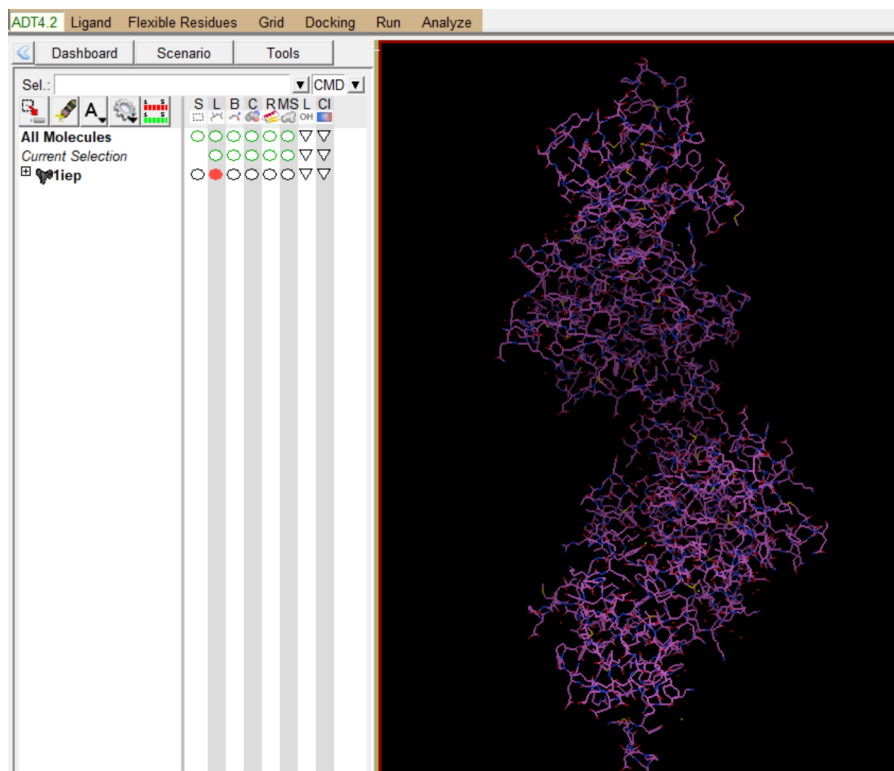 ADT4.2 Ligand Flexible Residues Grid Docking Run Analyze
Dashboard Scenario Tools
Sel.: CMD
A S L B C R MS L Cl
All Molecules
Current Selection
1iep